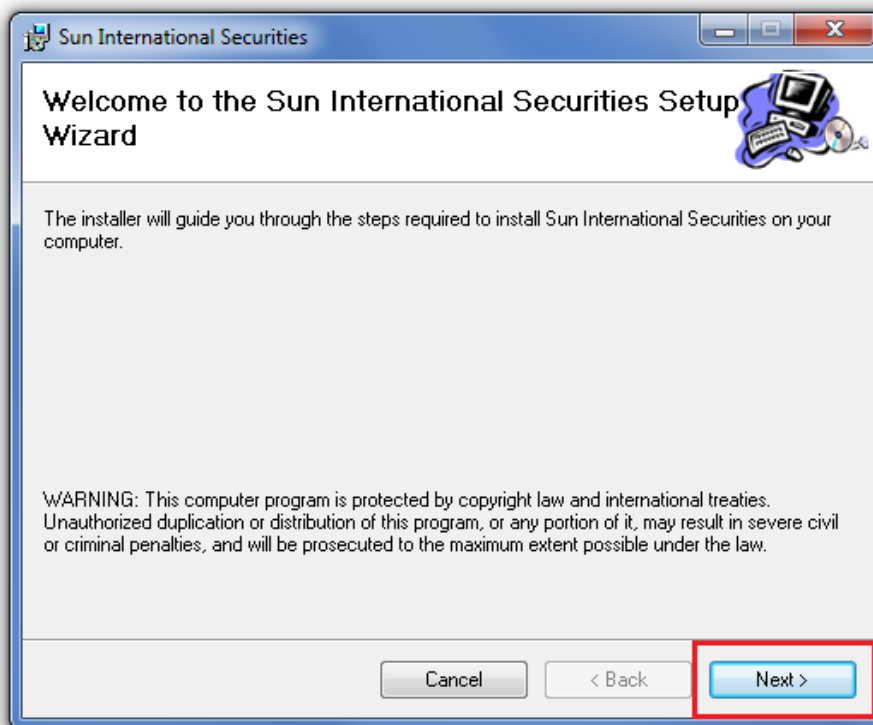 Sun International Securities
Welcome to the Sun International Securities Setup
Wizard
The installer will guide you through the steps required to install Sun International Securities on your
computer.
WARNING: This computer program is protected by copyright law and international treaties.
Unauthorized duplication or distribution of this program, or any portion of it, may result in severe civil
or criminal penalties, and will be prosecuted to the maximum extent possible under the law.
Cancel < Back Next >